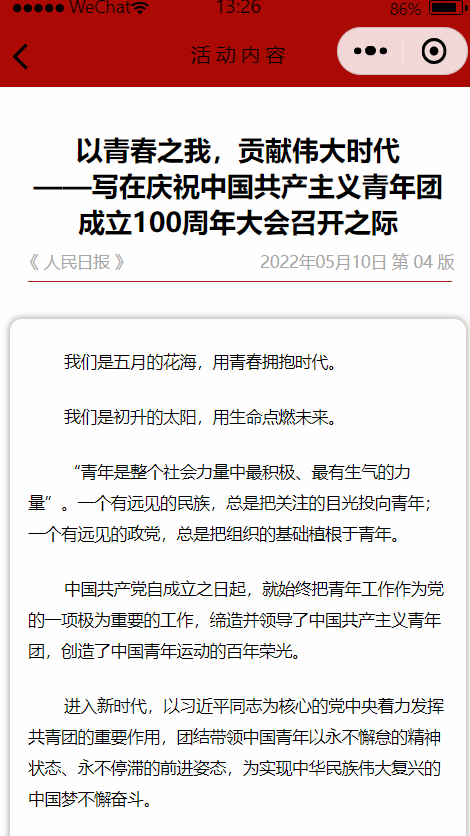 WeChat 13:26 86%
活动内容
以青春之我，贡献伟大时代
——写在庆祝中国共产主义青年团
成立100周年大会召开之际
《 人民日报 》 2022年05月10日 第 04 版
我们是五月的花海，用青春拥抱时代。
我们是初升的太阳，用生命点燃未来。
“青年是整个社会力量中最积极、最有生气的力
量”。一个有远见的民族，总是把关注的目光投向青年；
一个有远见的政党，总是把组织的基础植根于青年。
中国共产党自成立之日起，就始终把青年工作作为党
的一项极为重要的工作，缔造并领导了中国共产主义青年
团，创造了中国青年运动的百年荣光。
进入新时代，以习近平同志为核心的党中央着力发挥
共青团的重要作用，团结带领中国青年以永不懈怠的精神
状态、永不停滞的前进姿态，为实现中华民族伟大复兴的
中国梦不懈奋斗。